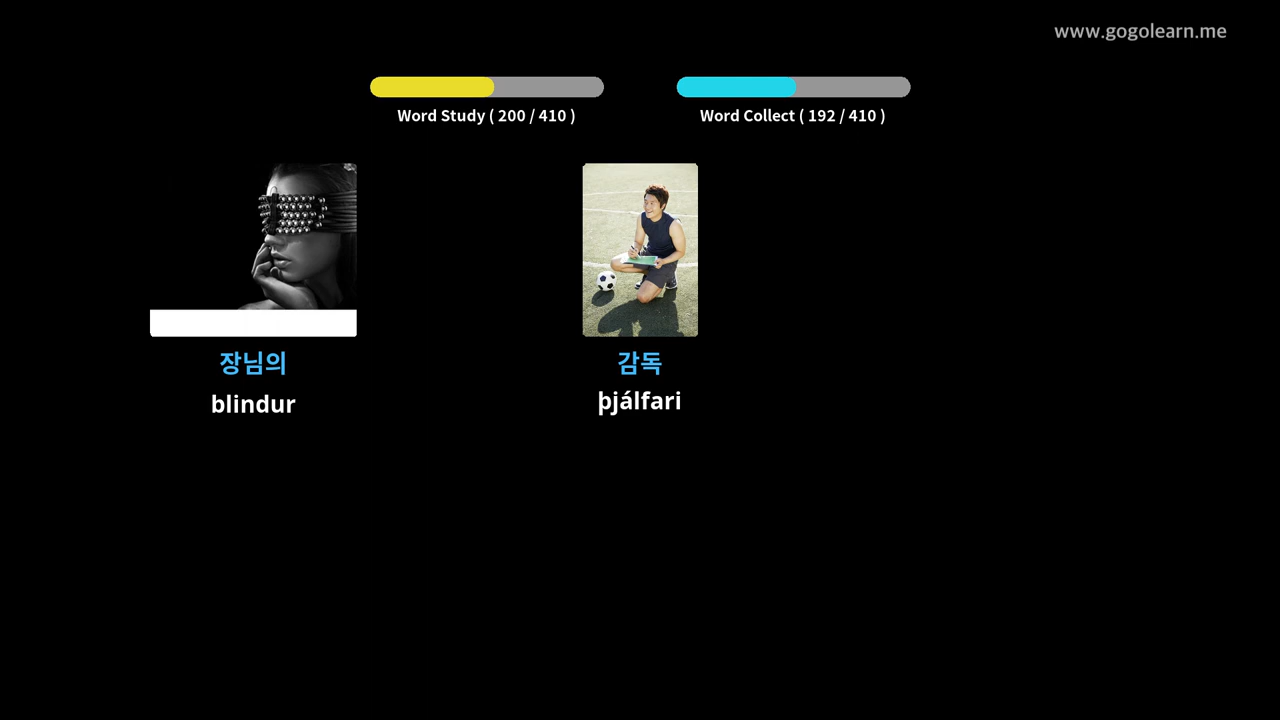 www.gogolearn.me
Word Study ( 200 / 410 )
Word Collect ( 192 / 410 )
장님의
blindur
감독
þjálfari